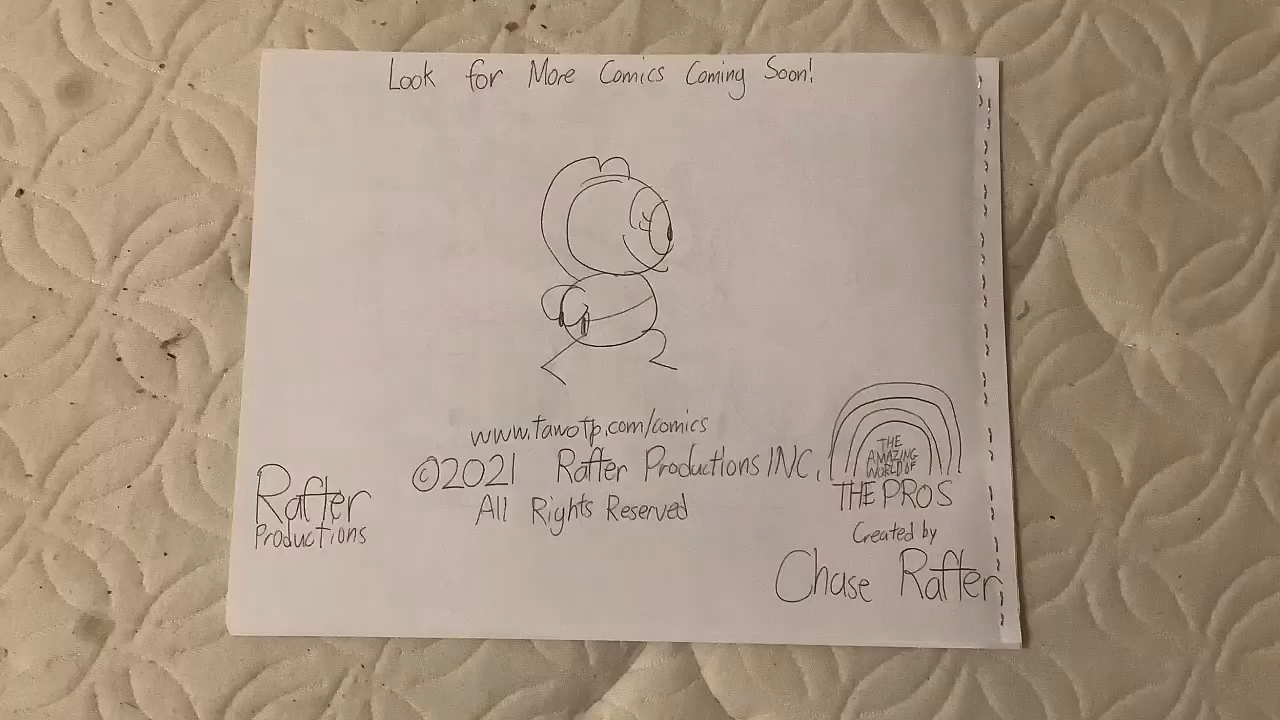 Look for More Comics Coming Soon!
www.tawotp.com/comics
©2021 Rafter Productions INC.
All Rights Reserved
Rafter
Productions
THE
AMAZING
WORLD OF
THE PROS
Created by
Chase Rafter